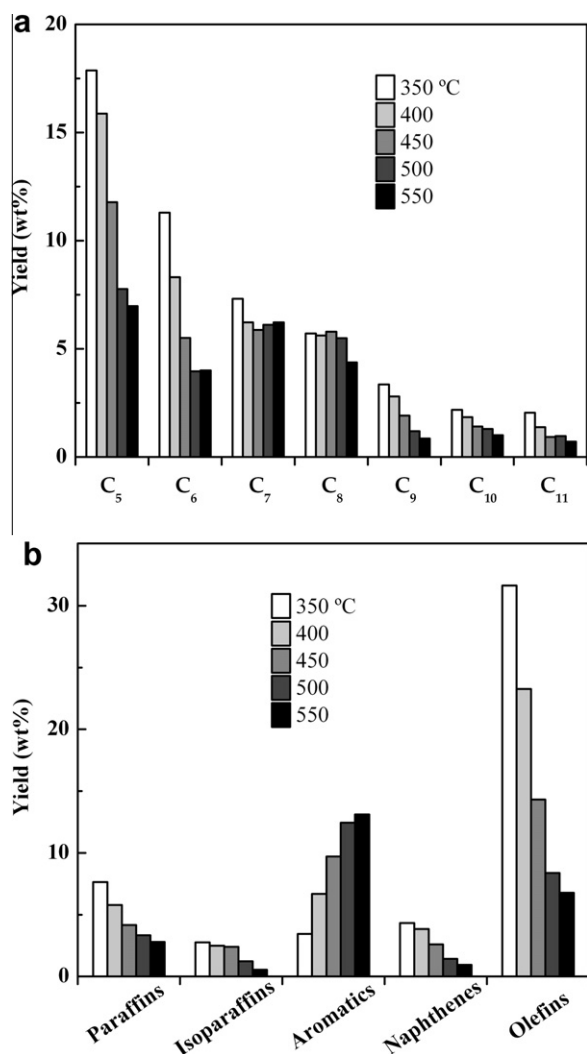 a
20
15
10
5
0
Yield (wt%)
350 ºC
400
450
500
550
C5 C6 C7 C8 C9 C10 C11
b
30
20
10
0
Yield (wt%)
350 ºC
400
450
500
550
Paraffins Isoparaffins Aromatics Naphthenes Olefins